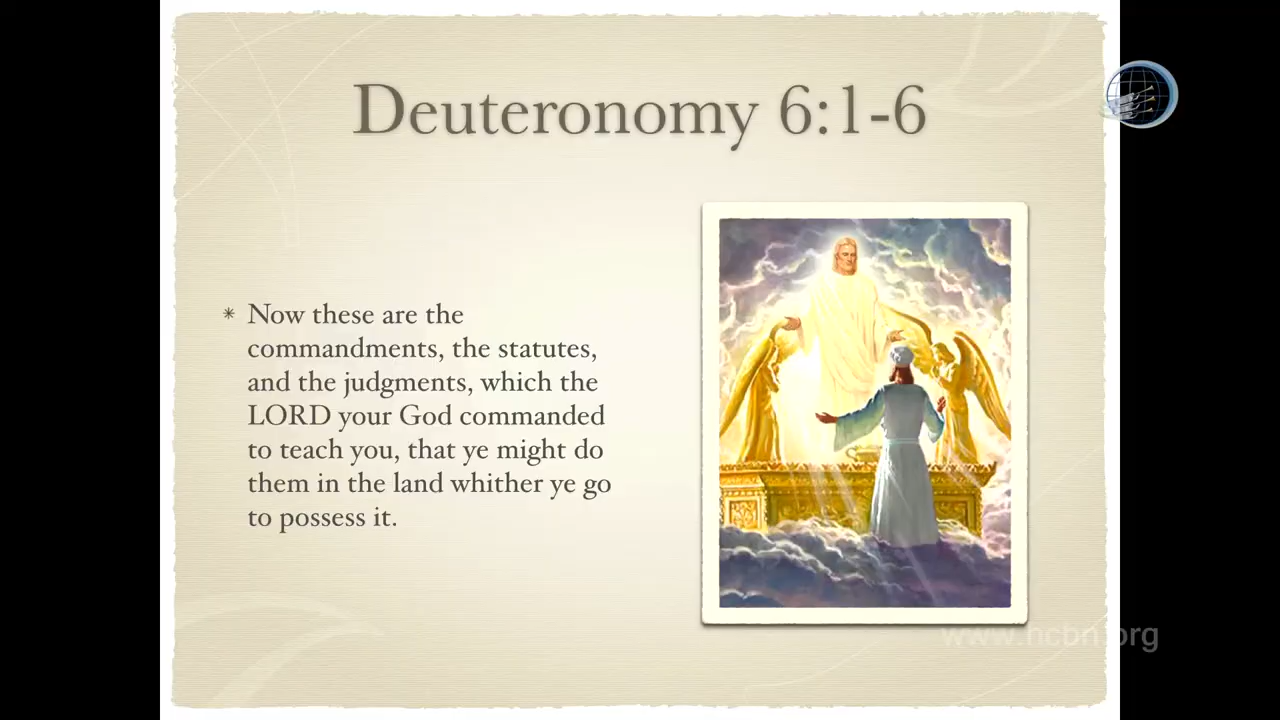 Deuteronomy 6:1-6
* Now these are the
commandments, the statutes,
and the judgments, which the
LORD your God commanded
to teach you, that ye might do
them in the land whither ye go
to possess it.
www.hcbn.org